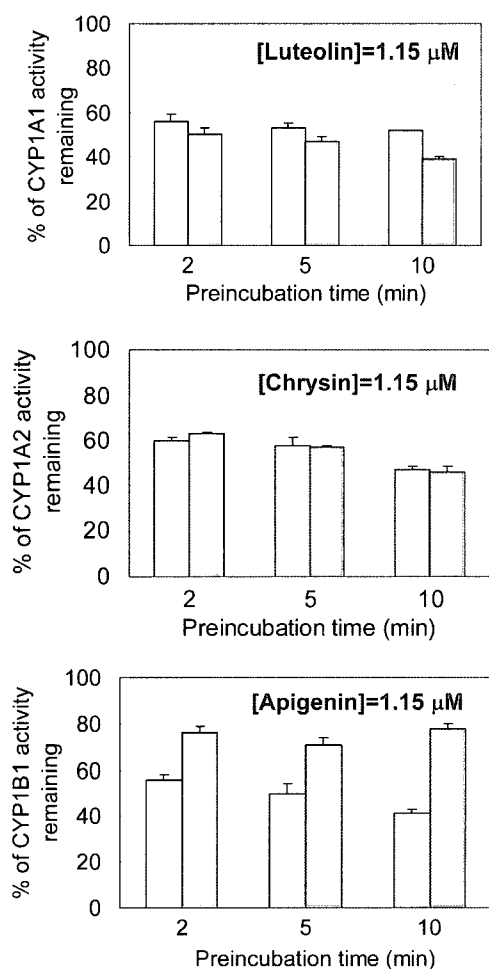 % of CYP1A1 activity
remaining
100
80
60
40
20
0
[Luteolin]=1.15 μM
2 5 10
Preincubation time (min)
% of CYP1A2 activity
remaining
100
80
60
40
20
0
[Chrysin]=1.15 μM
2 5 10
Preincubation time (min)
% of CYP1B1 activity
remaining
100
80
60
40
20
0
[Apigenin]=1.15 μM
2 5 10
Preincubation time (min)